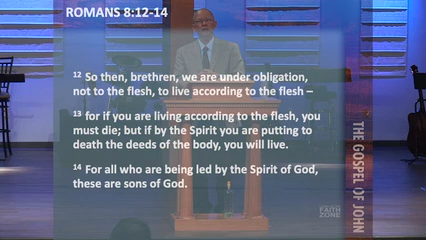 ROMANS 8:12-14
12 So then, brethren, we are under obligation,
not to the flesh, to live according to the flesh –
13 for if you are living according to the flesh, you
must die; but if by the Spirit you are putting to
death the deeds of the body, you will live.
14 For all who are being led by the Spirit of God,
these are sons of God.
THE GOSPEL OF JOHN
FAITH
ZONE